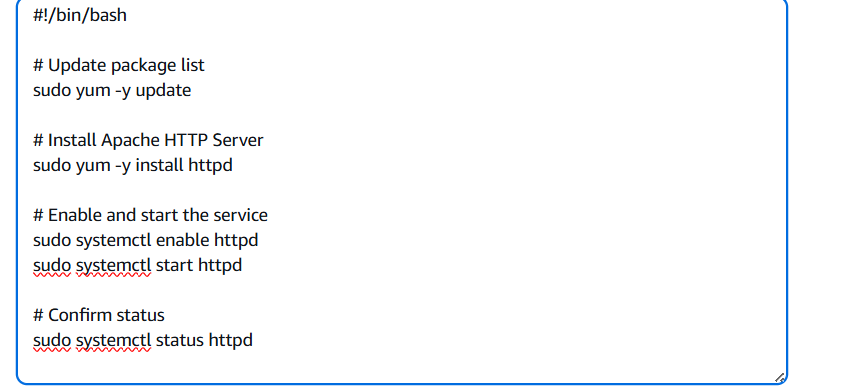 #!/bin/bash
# Update package list
sudo yum -y update
# Install Apache HTTP Server
sudo yum -y install httpd
# Enable and start the service
sudo systemctl enable httpd
sudo systemctl start httpd
# Confirm status
sudo systemctl status httpd